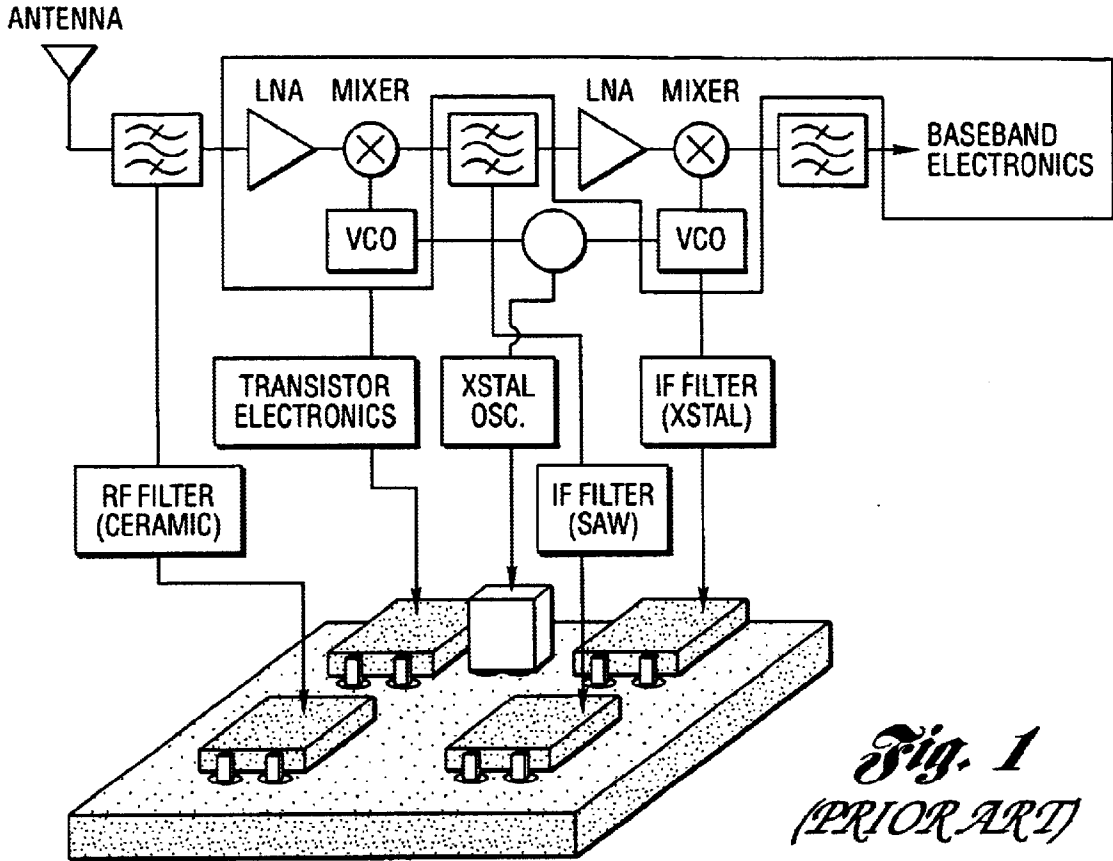 ANTENNA
LNA MIXER
LNA MIXER
BASEBAND
ELECTRONICS
VCO
VCO
TRANSISTOR
ELECTRONICS
XSTAL
OSC.
IF FILTER
(XSTAL)
RF FILTER
(CERAMIC)
IF FILTER
(SAW)
Fig. 1
(PRIOR ART)